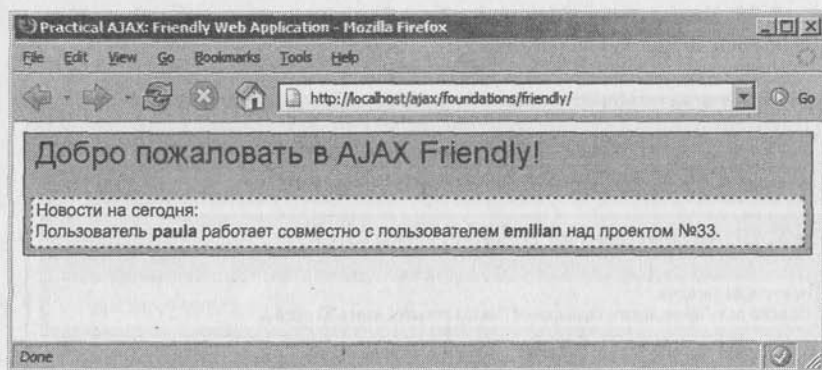 Practical AJAX: Friendly Web Application - Mozilla Firefox
File Edit View Go Bookmarks Tools Help
http://localhost/ajax/foundations/friendly/ Go
Добро пожаловать в AJAX Friendly!
Новости на сегодня:
Пользователь paula работает совместно с пользователем emilian над проектом №33.
Done